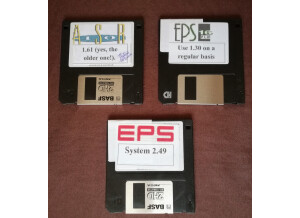 ASR
1.61 (yes, the
older one!)
EPS
Use 1.30 on a
regular basis
EPS
System 2.49
BASF
BASF